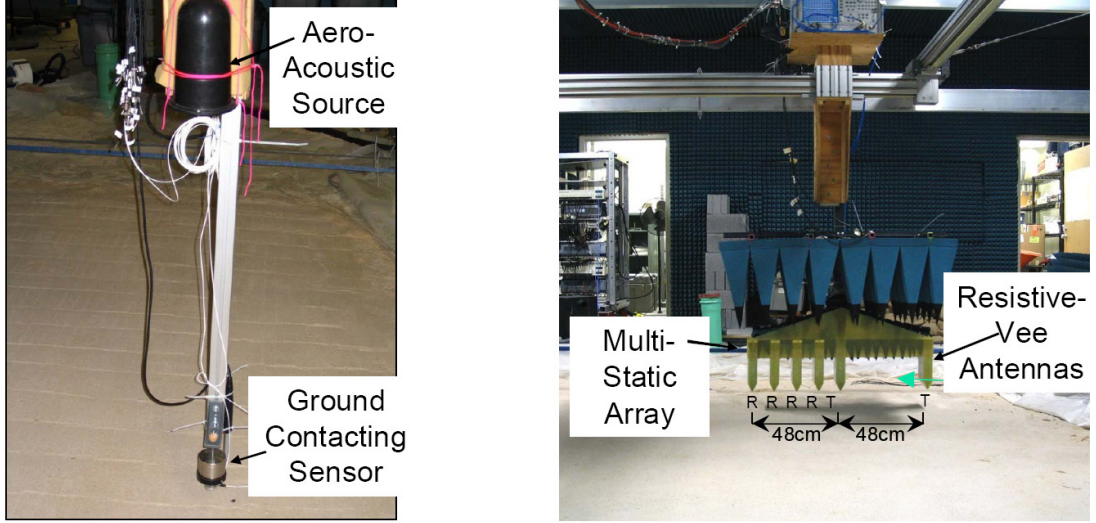 Aero-
Acoustic
Source
Ground
Contacting
Sensor
Multi-
Static
Array
Resistive-
Vee
Antennas
R R R R T T
48cm 48cm